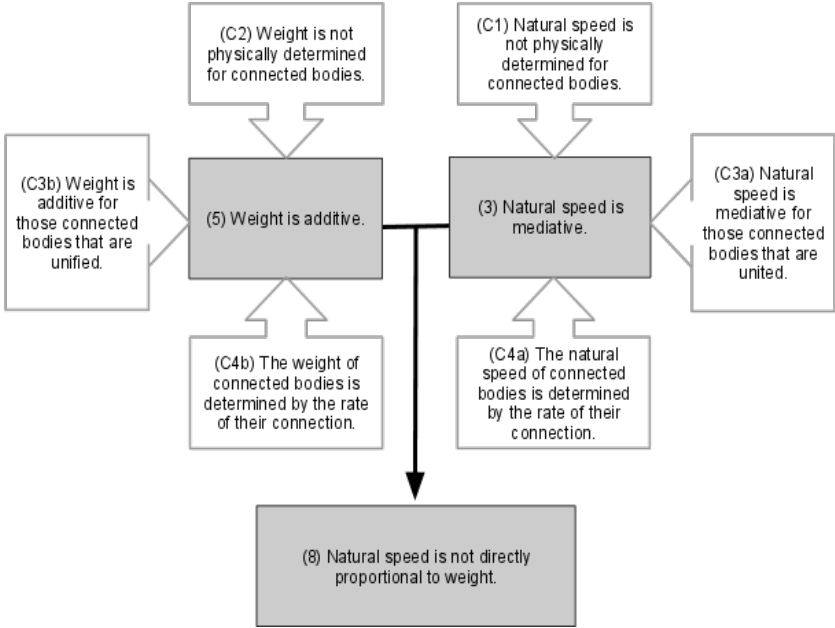 (C2) Weight is not
physically determined
for connected bodies.
(C1) Natural speed is
not physically
determined for
connected bodies.
(C3b) Weight is
additive for
those connected
bodies that are
unified.
(5) Weight is additive.
(3) Natural speed is
mediative.
(C3a) Natural
speed is
mediative for
those connected
bodies that are
united.
(C4b) The weight of
connected bodies is
determined by the rate
of their connection.
(C4a) The natural
speed of connected
bodies is determined
by the rate of their
connection.
(8) Natural speed is not directly
proportional to weight.